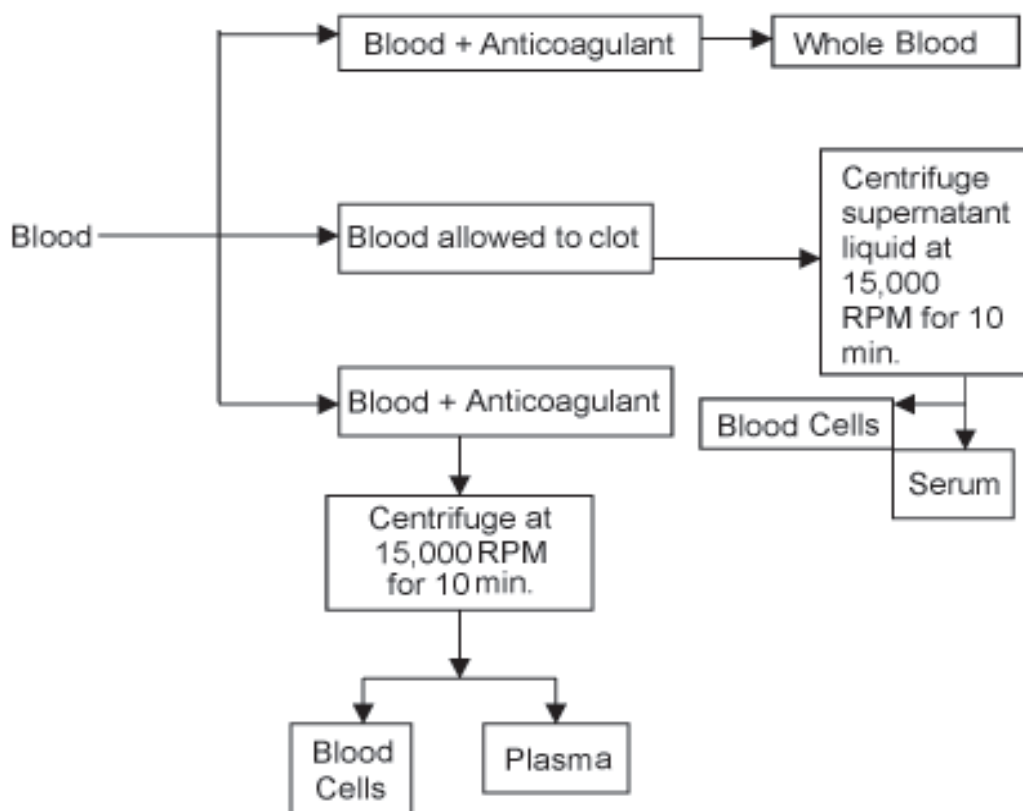 Blood + Anticoagulant
Whole Blood
Centrifuge
supernatant
liquid at
15,000
RPM for 10
min.
Blood
Blood allowed to clot
Blood + Anticoagulant
Blood Cells
Serum
Centrifuge at
15,000 RPM
for 10 min.
Blood
Cells
Plasma